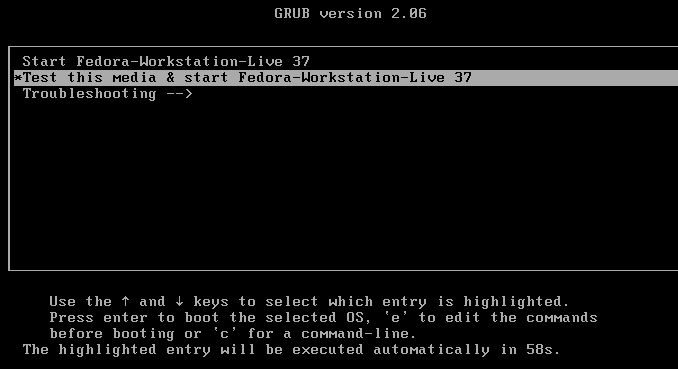 GRUB version 2.06
Start Fedora-Workstation-Live 37
*Test this media & start Fedora-Workstation-Live 37
Troubleshooting -->
Use the ↑ and ↓ keys to select which entry is highlighted.
Press enter to boot the selected OS, `e' to edit the commands
before booting or `c' for a command-line.
The highlighted entry will be executed automatically in 58s.